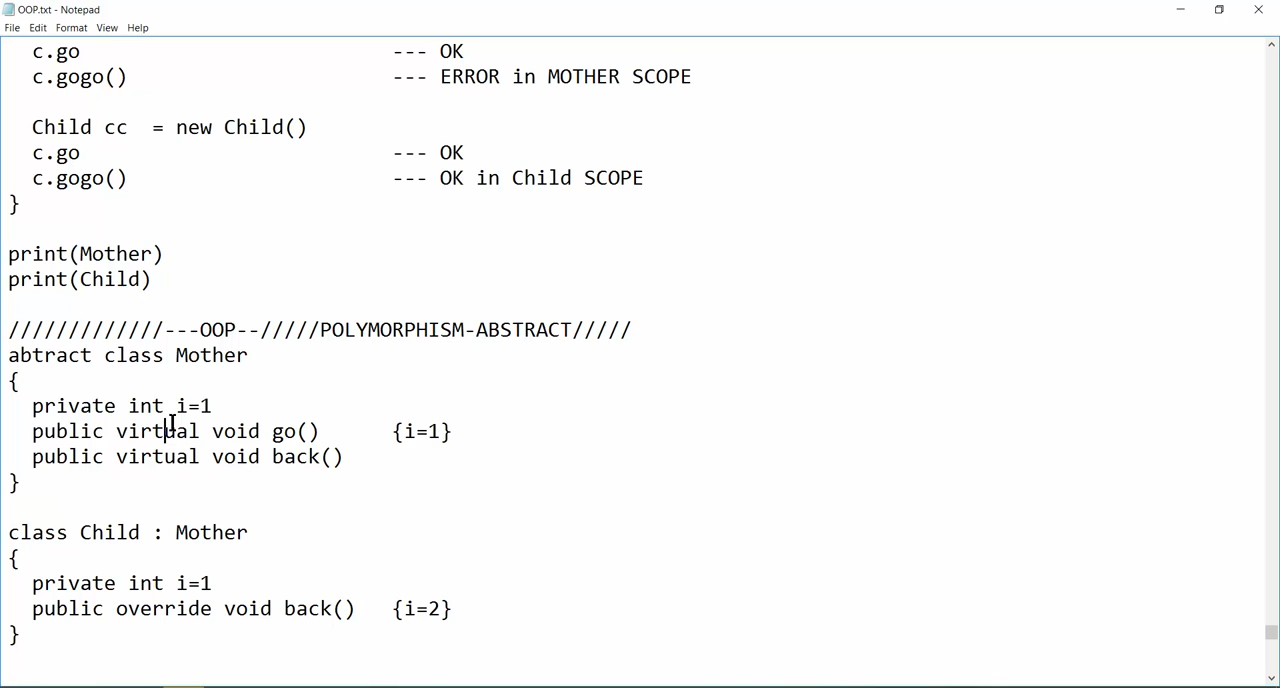 OOP.txt - Notepad
File Edit Format View Help
c.go --- OK
c.gogo() --- ERROR in MOTHER SCOPE
Child cc = new Child()
c.go --- OK
c.gogo() --- OK in Child SCOPE
}
print(Mother)
print(Child)
/////////////---OOP--/////POLYMORPHISM-ABSTRACT/////
abtract class Mother
{
private int i=1
public virtual void go() {i=1}
public virtual void back()
}
class Child : Mother
{
private int i=1
public override void back() {i=2}
}